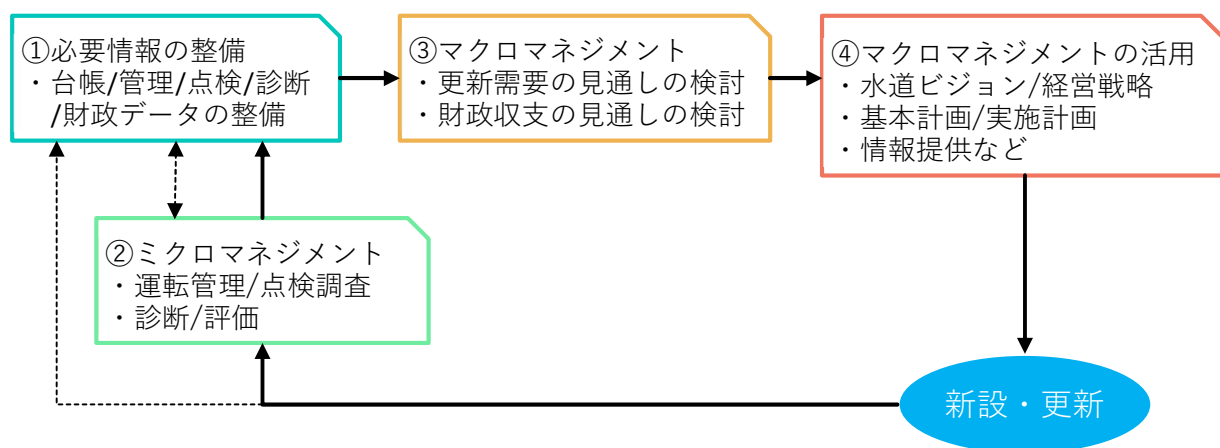 ①必要情報の整備
・台帳/管理/点検/診断
/財政データの整備
③マクロマネジメント
・更新需要の見通しの検討
・財政収支の見通しの検討
④マクロマネジメントの活用
・水道ビジョン/経営戦略
・基本計画/実施計画
・情報提供など
②ミクロマネジメント
・運転管理/点検調査
・診断/評価
新設・更新